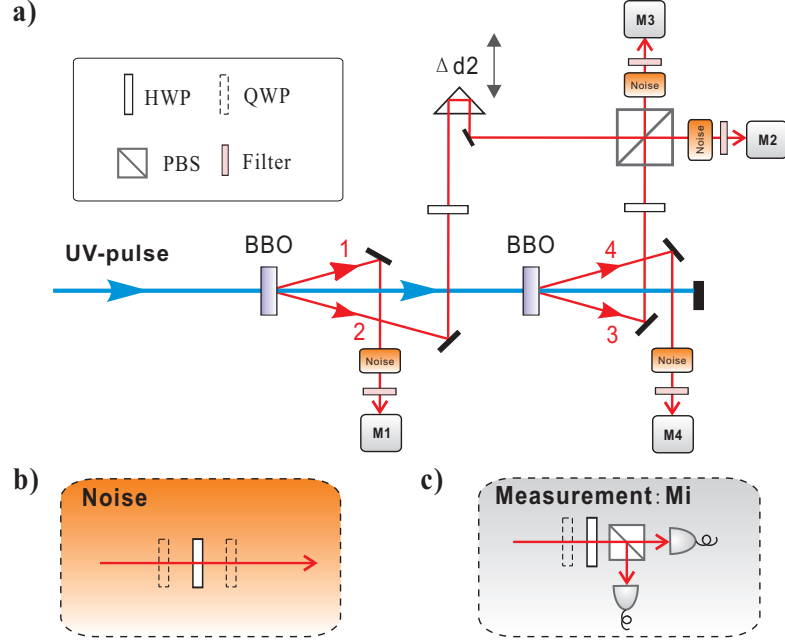 a)
M3
Δ d2
Noise
HWP
QWP
Noise
M2
PBS
Filter
BBO
BBO
UV-pulse
1
4
2
3
Noise
Noise
M1
M4
b)
Noise
c)
Measurement: Mi